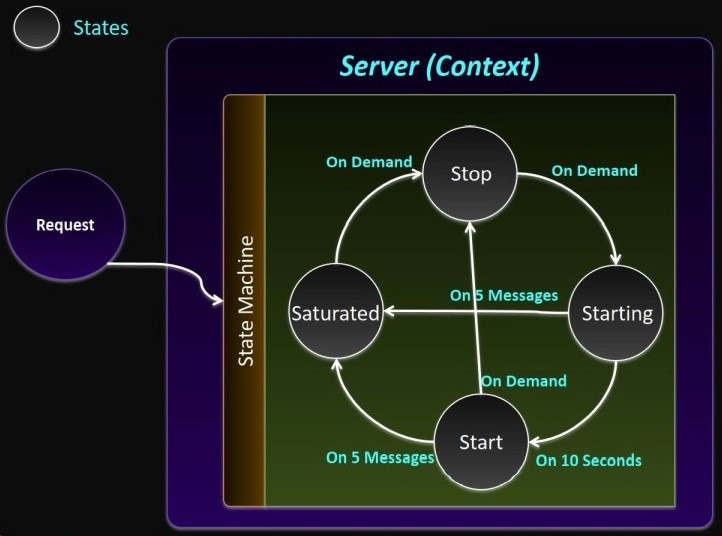 States
Server (Context)
On Demand
Stop
On Demand
Request
State Machine
On 5 Messages
Saturated
Starting
On Demand
Start
On 5 Messages
On 10 Seconds